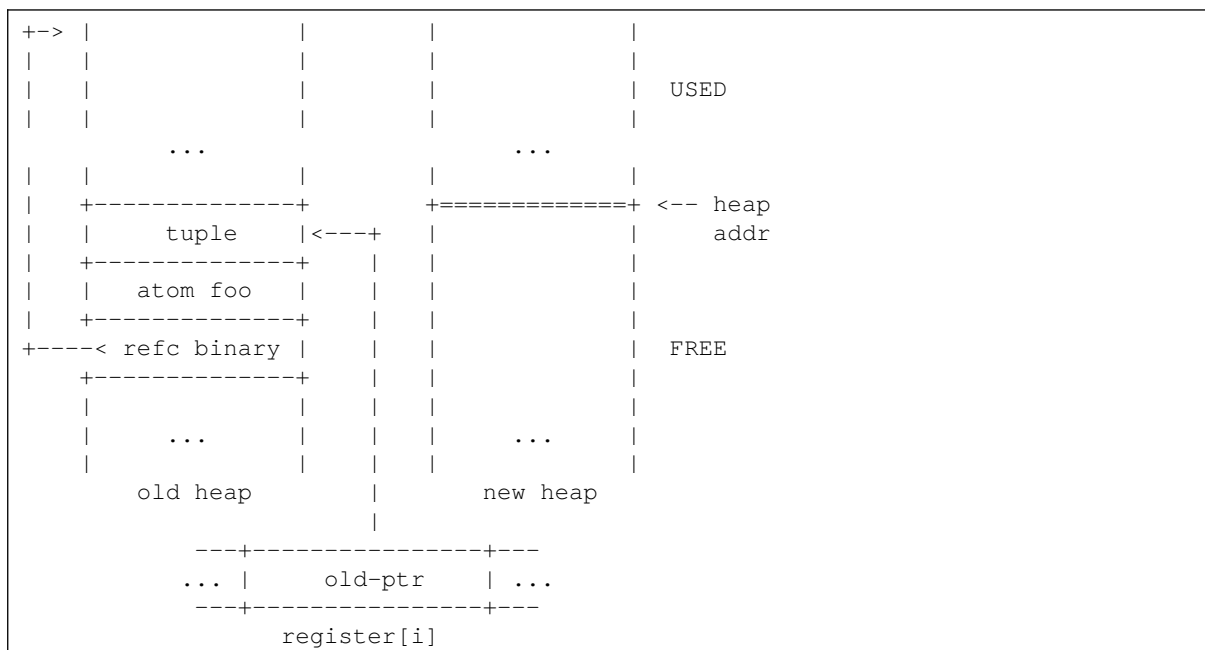 +-> |              |        |             |
|   |              |        |             |
|   |              |        |             |  USED
|   |              |        |             |
          ...                     ...
|   |              |        |             |
|   +--------------+        +=============+ <-- heap
|   |     tuple    |<---+   |             |     addr
|   +--------------+    |   |             |
|   |   atom foo   |    |   |             |
|   +--------------+    |   |             |
+----< refc binary |    |   |             |  FREE
    +--------------+    |   |             |
    |              |    |   |             |
    |     ...      |    |   |     ...     |
    |              |    |   |             |
        old heap        |       new heap
                        |
            ---+----------------+---
           ... |     old-ptr    | ...
            ---+----------------+---
                  register[i]